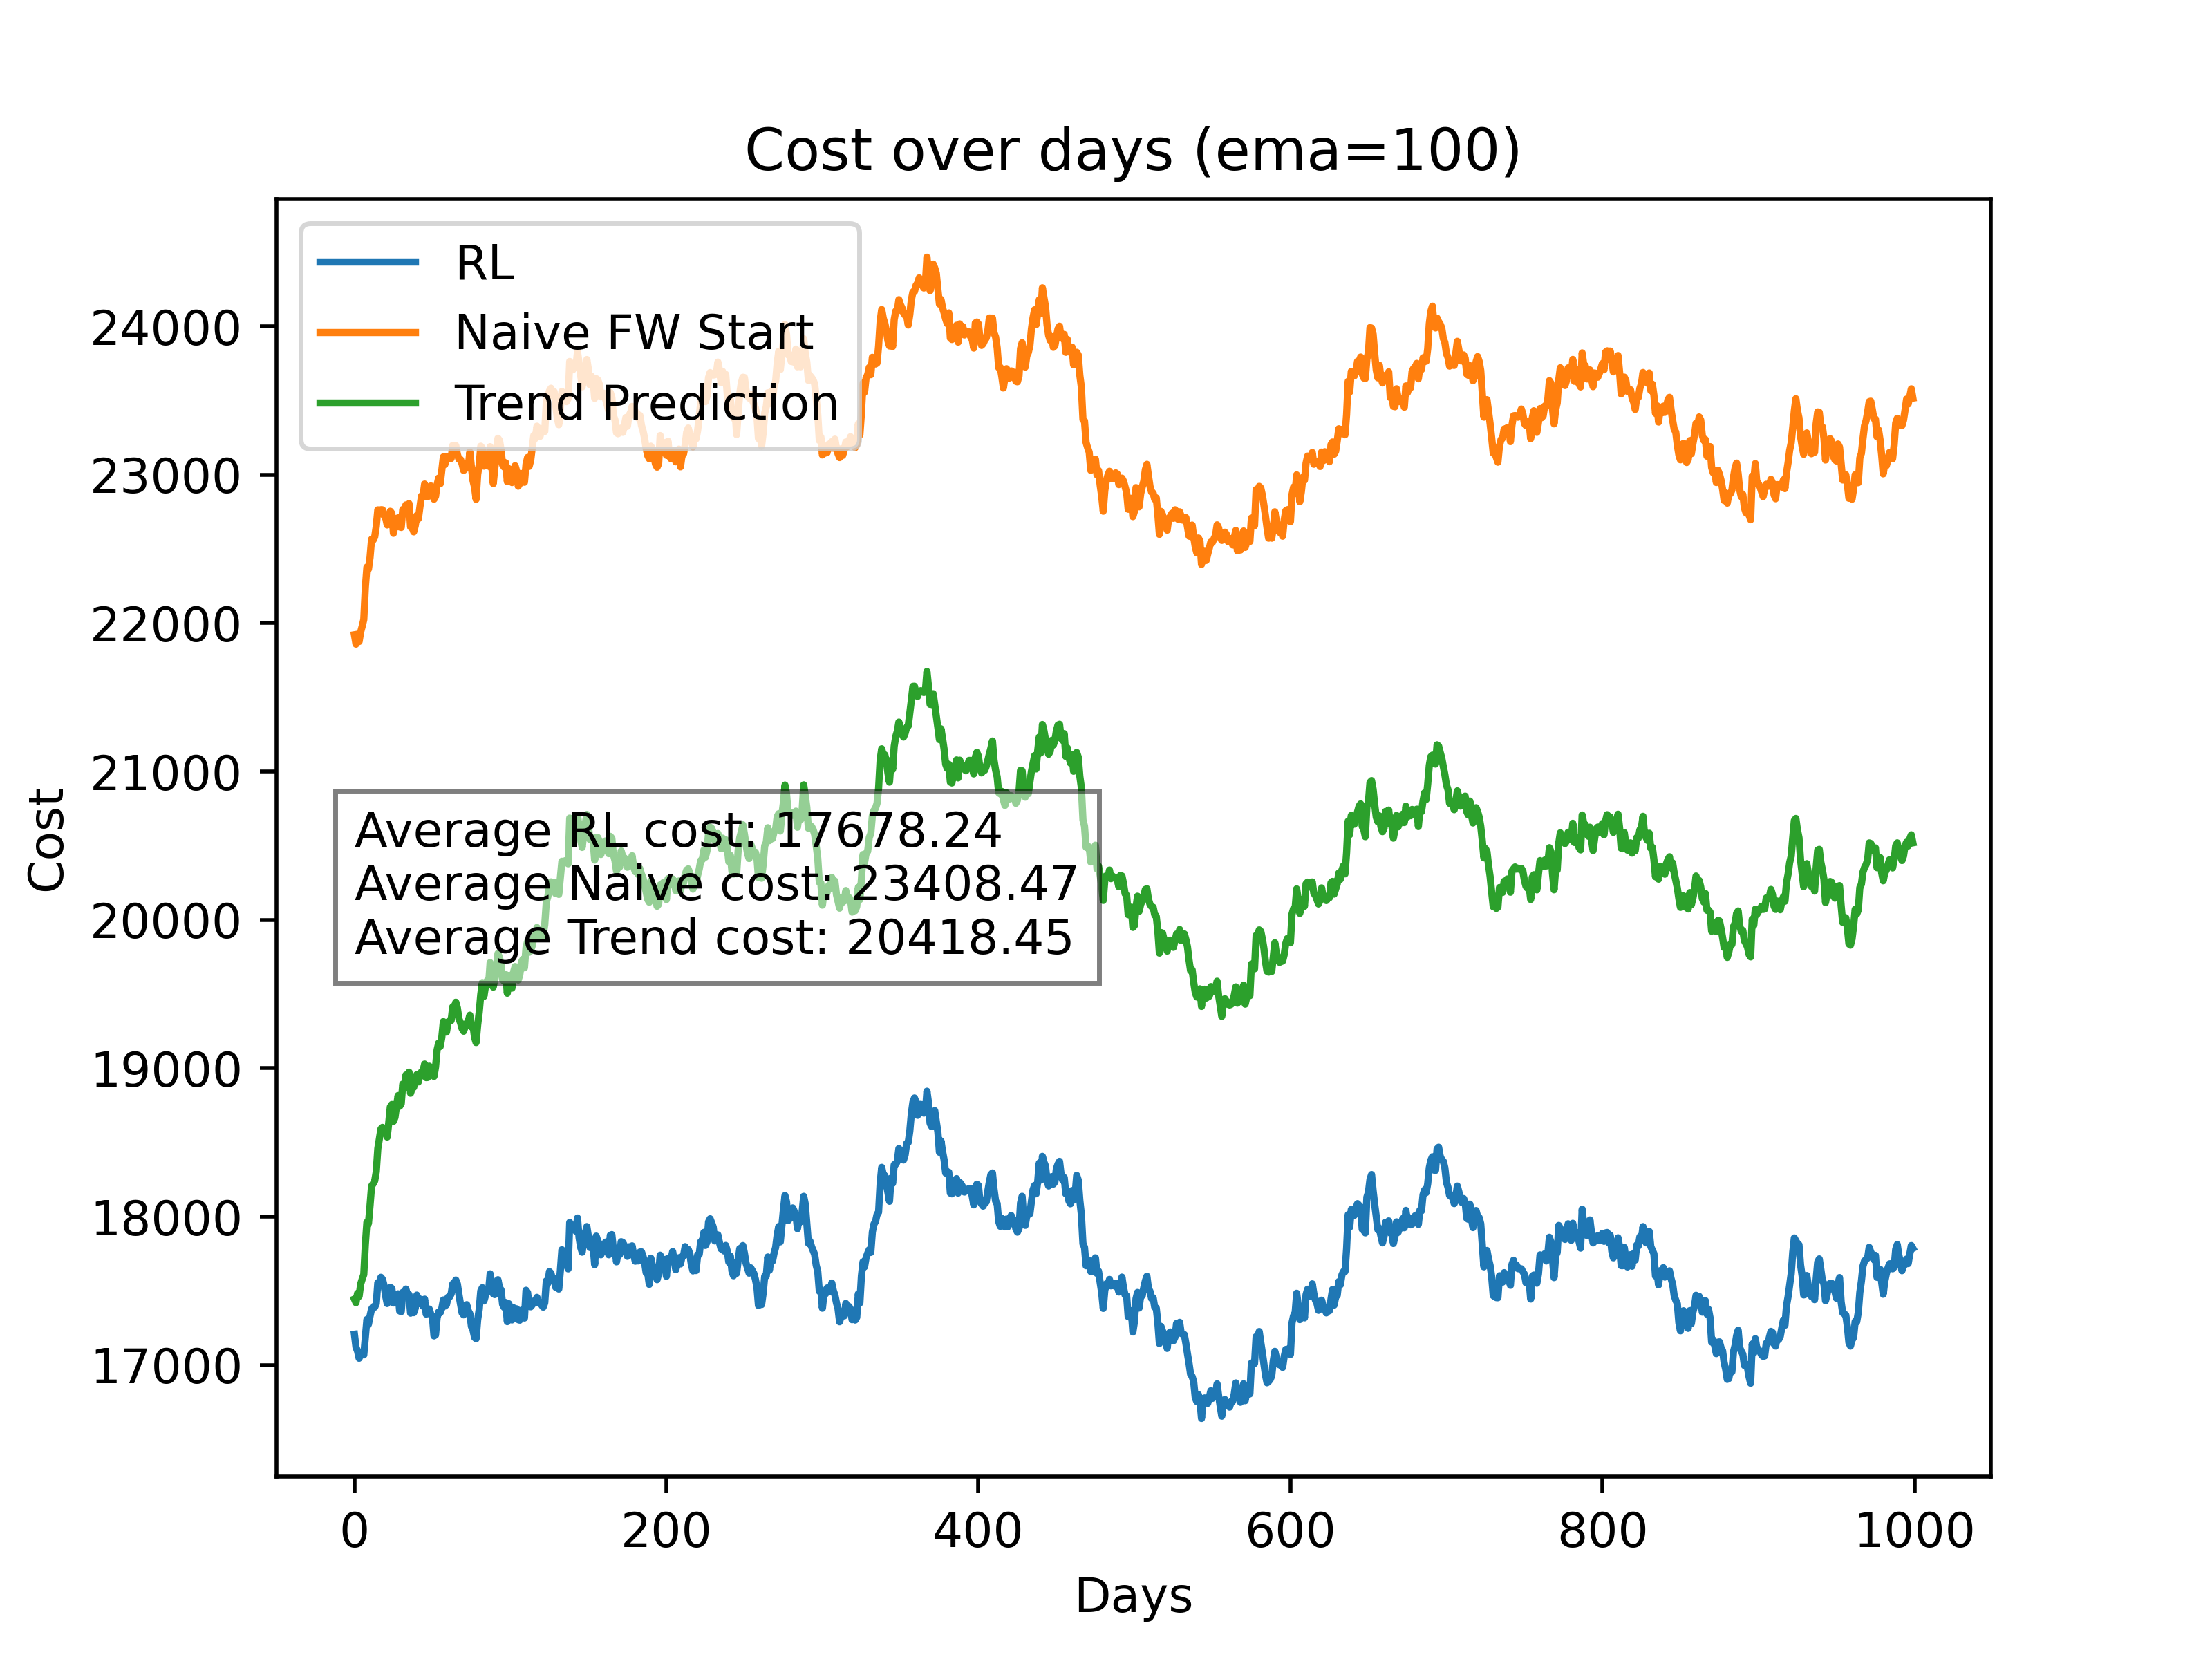 Cost over days (ema=100)
RL
Naive FW Start
Trend Prediction
24000
23000
22000
21000
20000
19000
18000
17000
Cost
Average RL cost: 17678.24
Average Naive cost: 23408.47
Average Trend cost: 20418.45
0 200 400 600 800 1000
Days